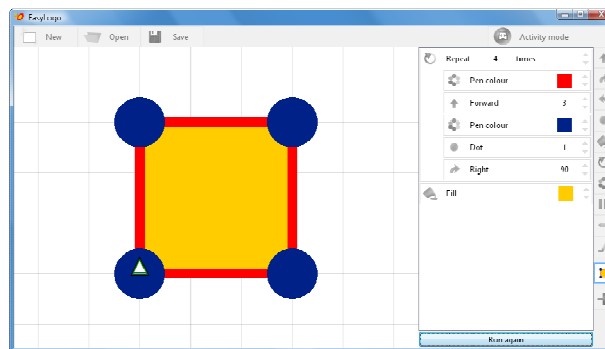 EasyLogo
New Open Save Activity mode
Repeat 4 times
Pen colour
Forward 3
Pen colour
Dot
Right 90
Fill
Run again